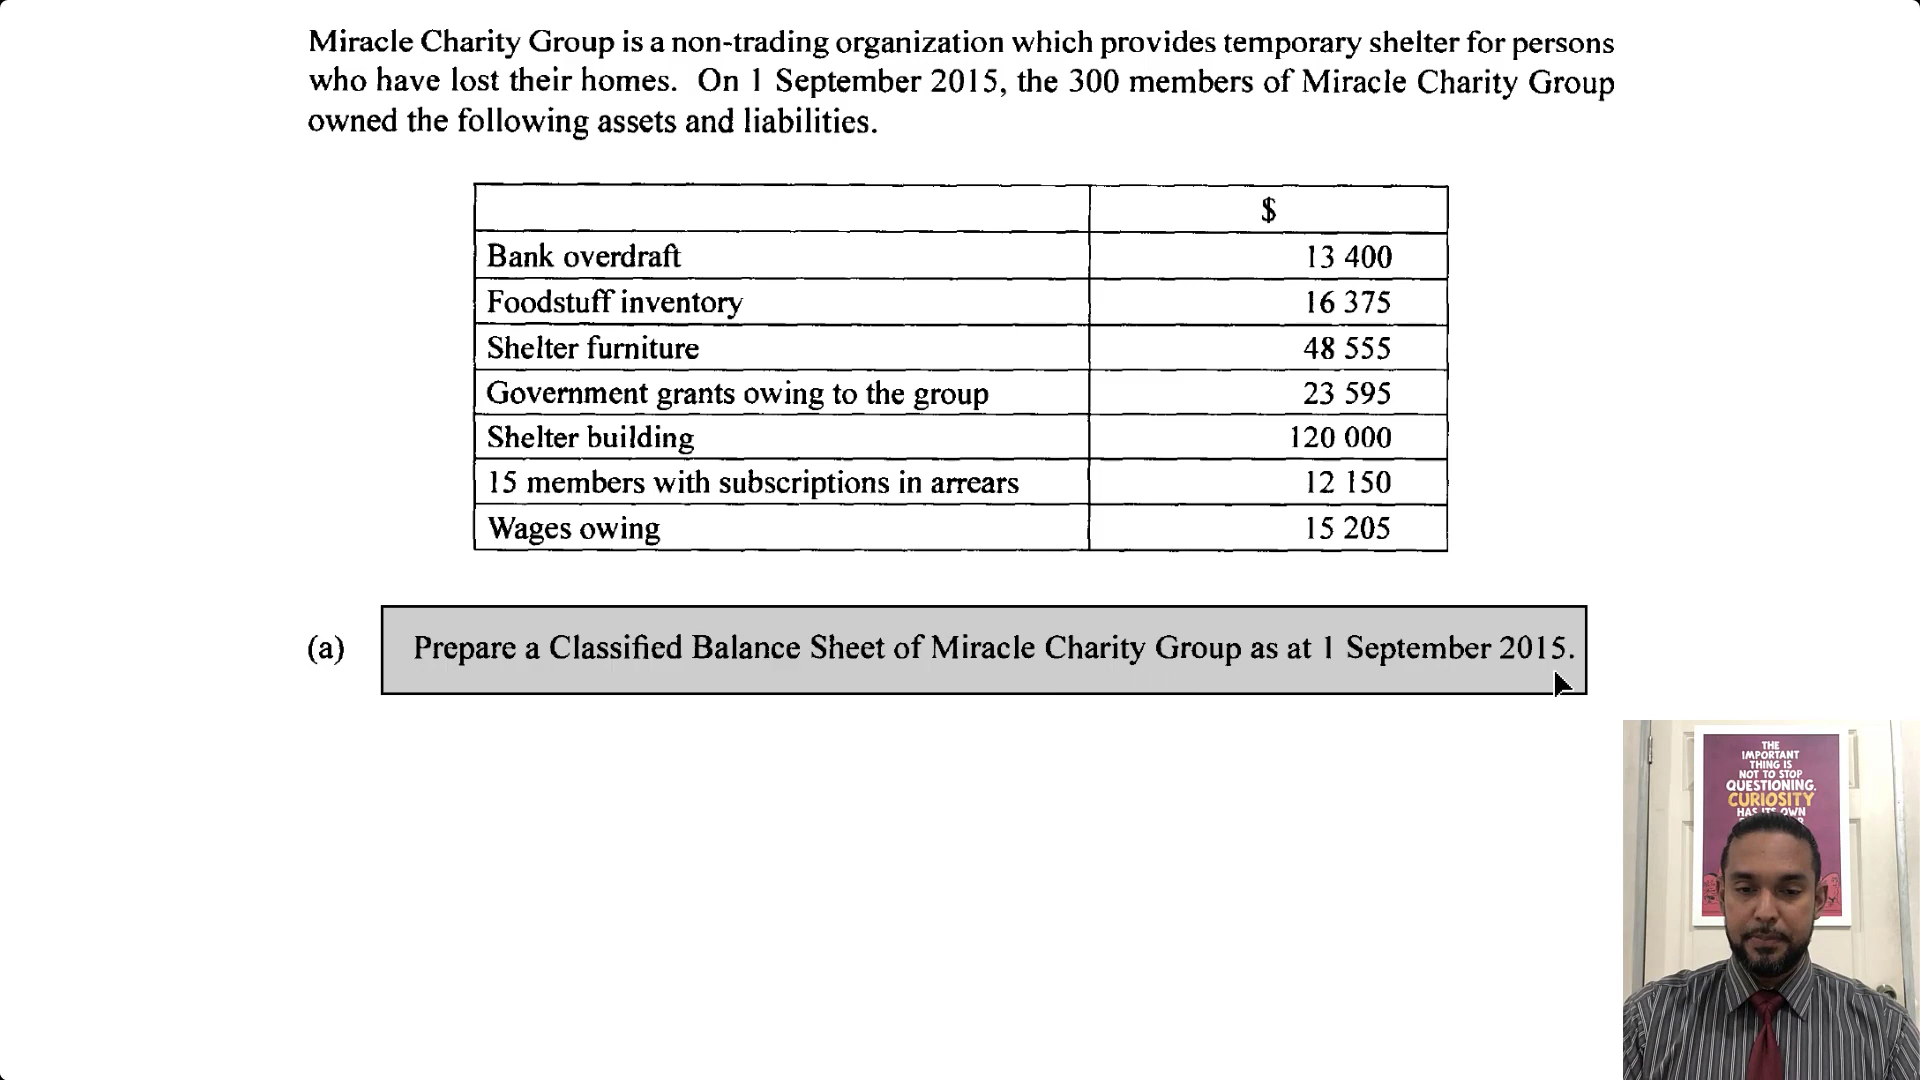 Miracle Charity Group is a non-trading organization which provides temporary shelter for persons
who have lost their homes. On 1 September 2015, the 300 members of Miracle Charity Group
owned the following assets and liabilities.
$
Bank overdraft 13 400
Foodstuff inventory 16 375
Shelter furniture 48 555
Government grants owing to the group 23 595
Shelter building 120 000
15 members with subscriptions in arrears 12 150
Wages owing 15 205
(a) Prepare a Classified Balance Sheet of Miracle Charity Group as at 1 September 2015.
THE
IMPORTANT
THING IS
NOT TO STOP
QUESTIONING.
CURIOSITY
HAS ITS OWN